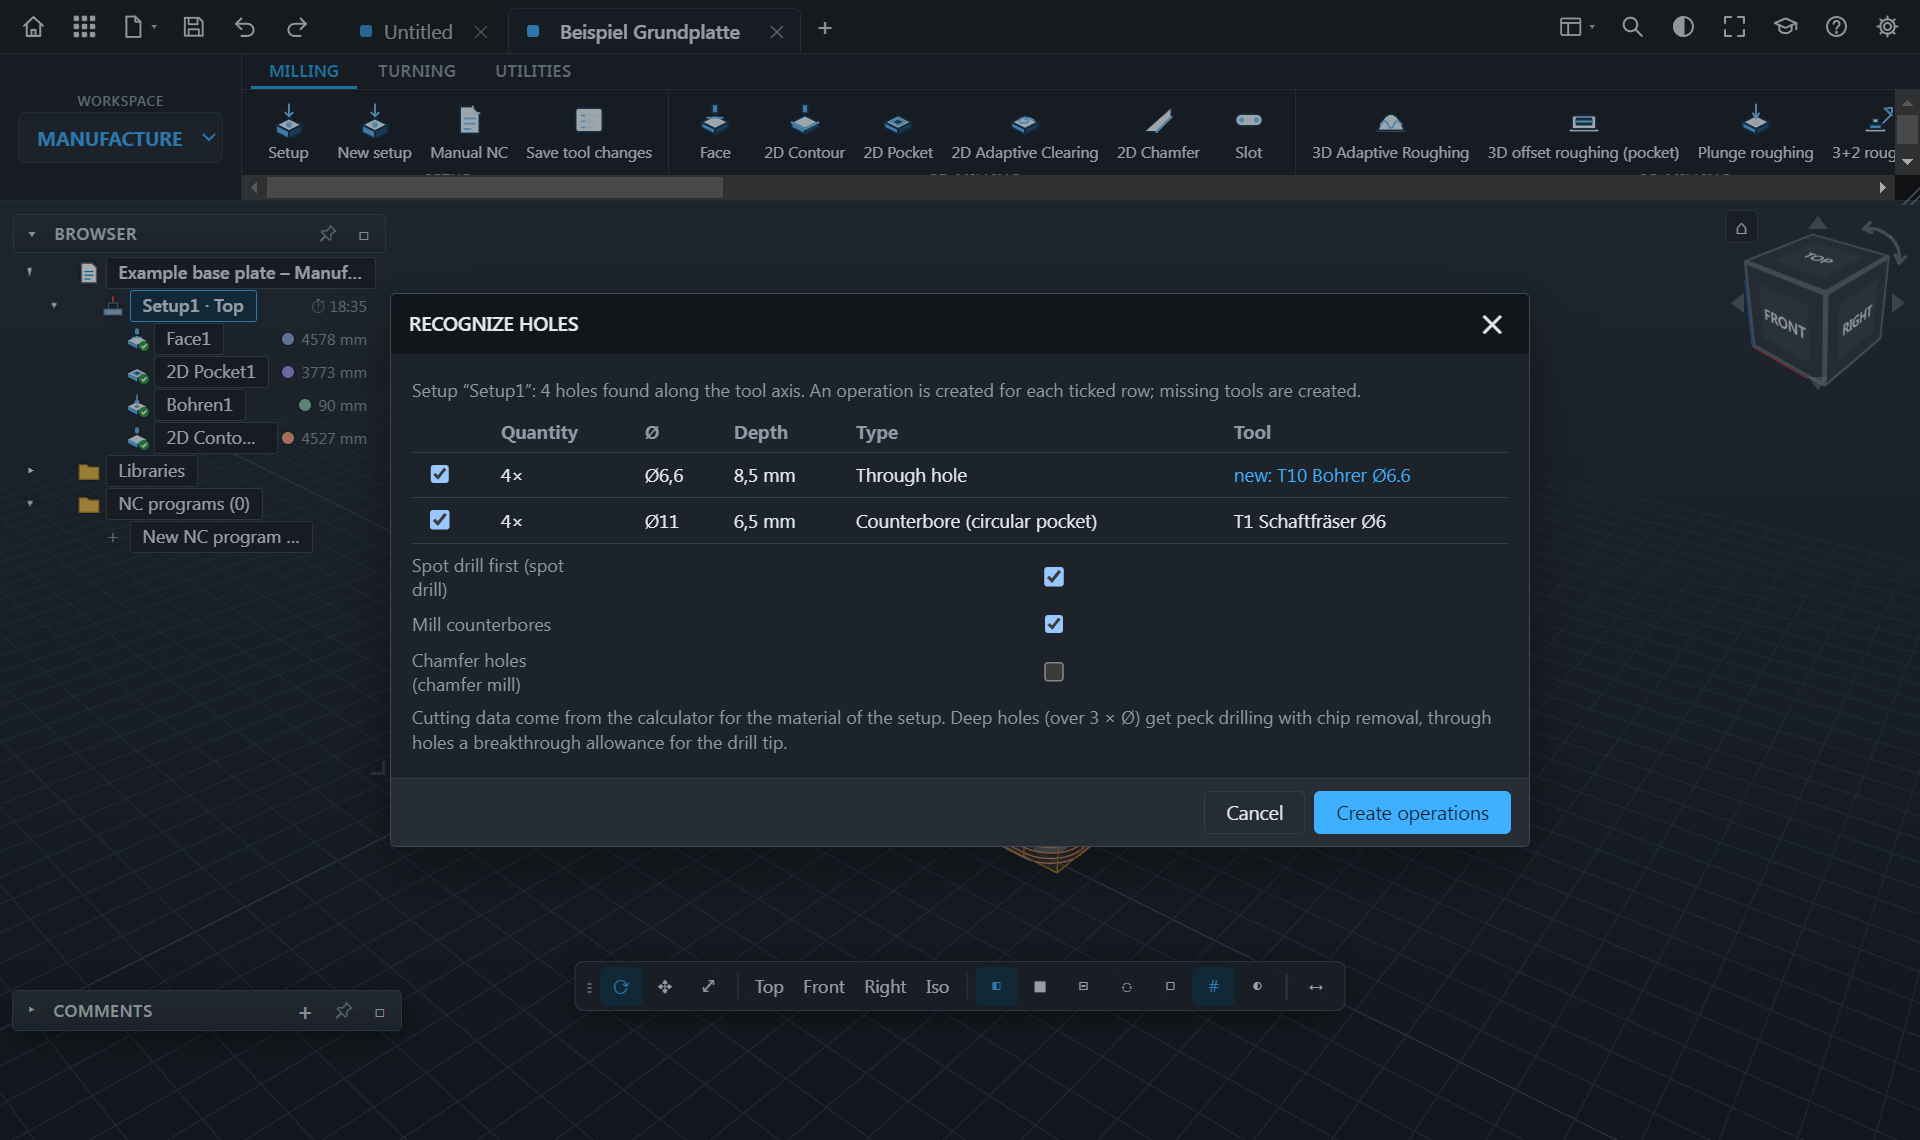 Untitled
Beispiel Grundplatte
WORKSPACE
MANUFACTURE
MILLING TURNING UTILITIES
Setup New setup Manual NC Save tool changes Face 2D Contour 2D Pocket 2D Adaptive Clearing 2D Chamfer Slot 3D Adaptive Roughing 3D offset roughing (pocket) Plunge roughing 3+2 roug
BROWSER
Example base plate – Manuf...
Setup1 · Top 18:35
Face1 4578 mm
2D Pocket1 3773 mm
Bohren1 90 mm
2D Conto... 4527 mm
Libraries
NC programs (0)
+ New NC program ...
TOP
FRONT
RIGHT
RECOGNIZE HOLES
Setup “Setup1”: 4 holes found along the tool axis. An operation is created for each ticked row; missing tools are created.
Quantity Ø Depth Type Tool
4× Ø6,6 8,5 mm Through hole new: T10 Bohrer Ø6.6
4× Ø11 6,5 mm Counterbore (circular pocket) T1 Schaftfräser Ø6
Spot drill first (spot
drill)
Mill counterbores
Chamfer holes
(chamfer mill)
Cutting data come from the calculator for the material of the setup. Deep holes (over 3 × Ø) get peck drilling with chip removal, through
holes a breakthrough allowance for the drill tip.
Cancel Create operations
Top Front Right Iso #
COMMENTS